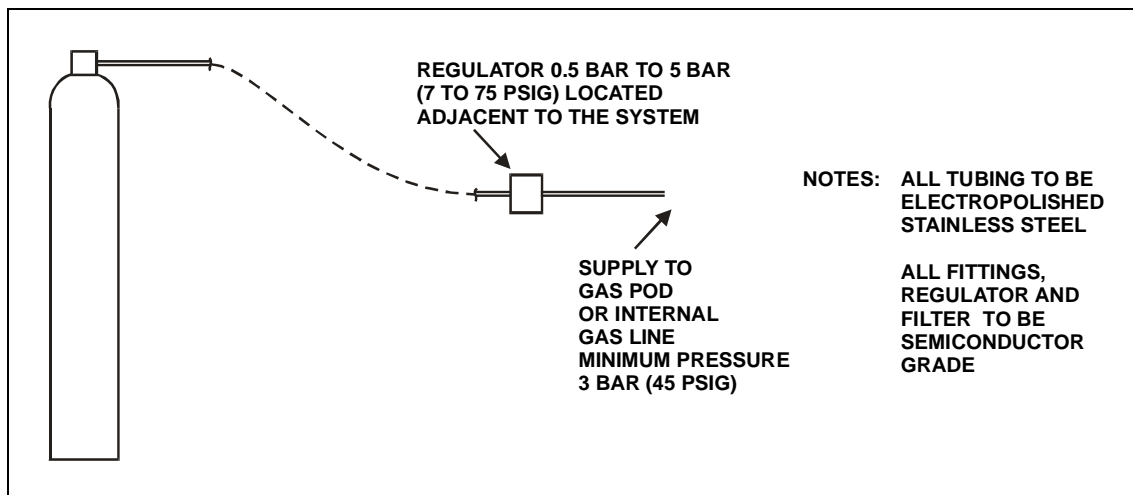 REGULATOR 0.5 BAR TO 5 BAR
(7 TO 75 PSIG) LOCATED
ADJACENT TO THE SYSTEM
SUPPLY TO
GAS POD
OR INTERNAL
GAS LINE
MINIMUM PRESSURE
3 BAR (45 PSIG)
NOTES: ALL TUBING TO BE
ELECTROPOLISHED
STAINLESS STEEL
ALL FITTINGS,
REGULATOR AND
FILTER TO BE
SEMICONDUCTOR
GRADE